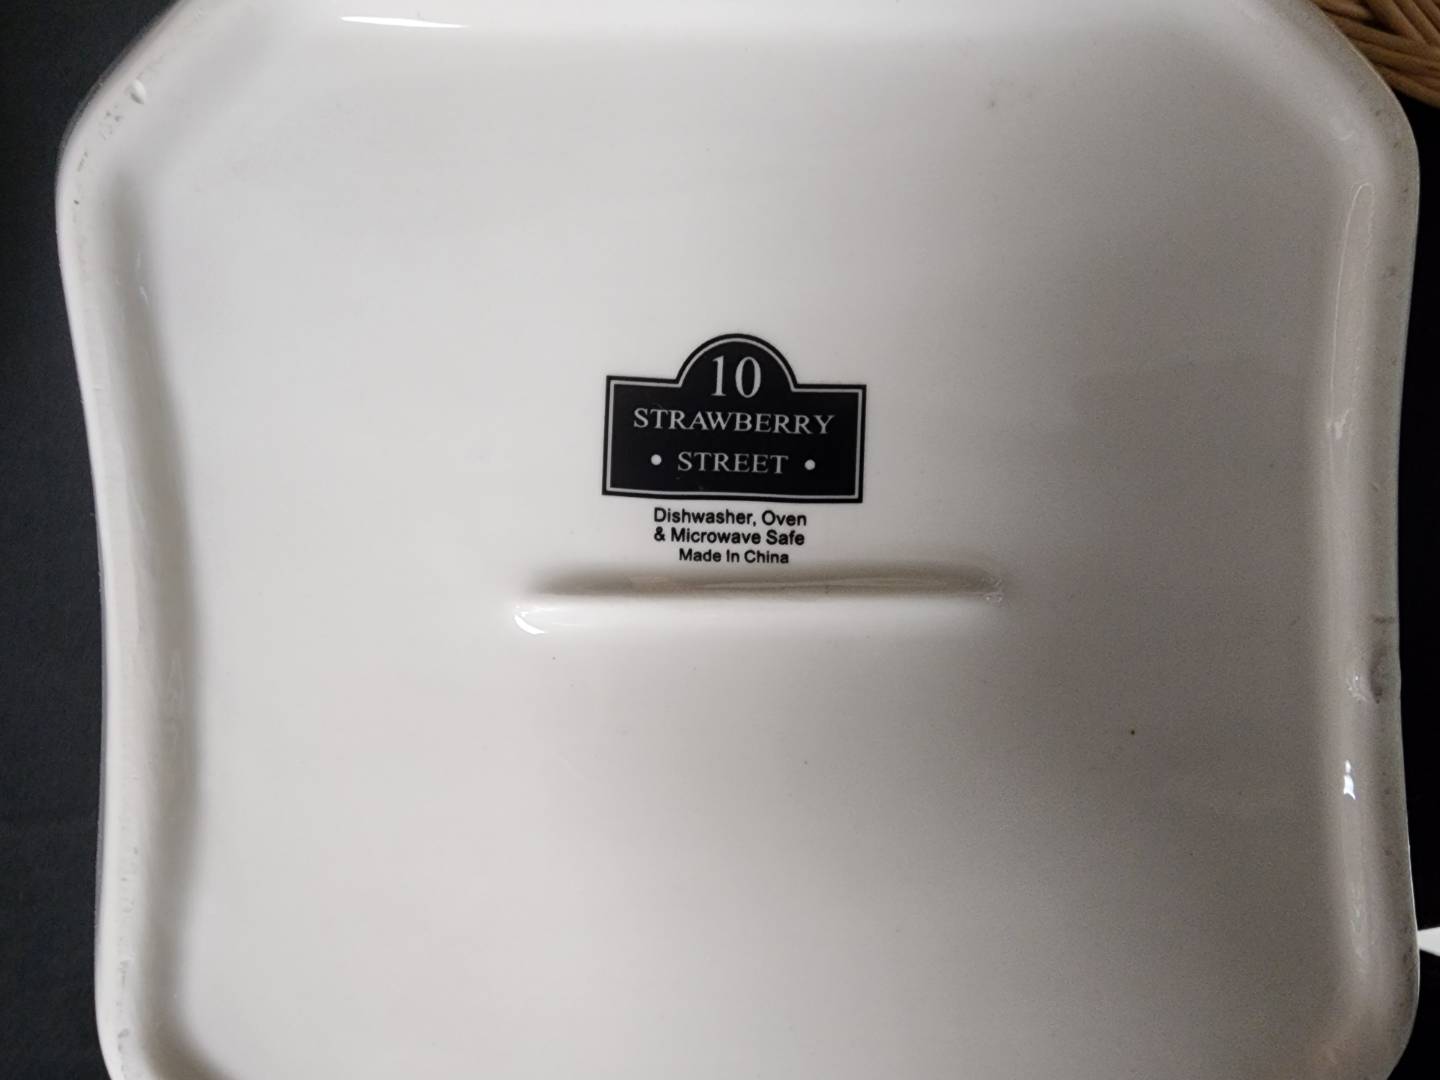 10
STRAWBERRY
• STREET •
Dishwasher, Oven
& Microwave Safe
Made In China